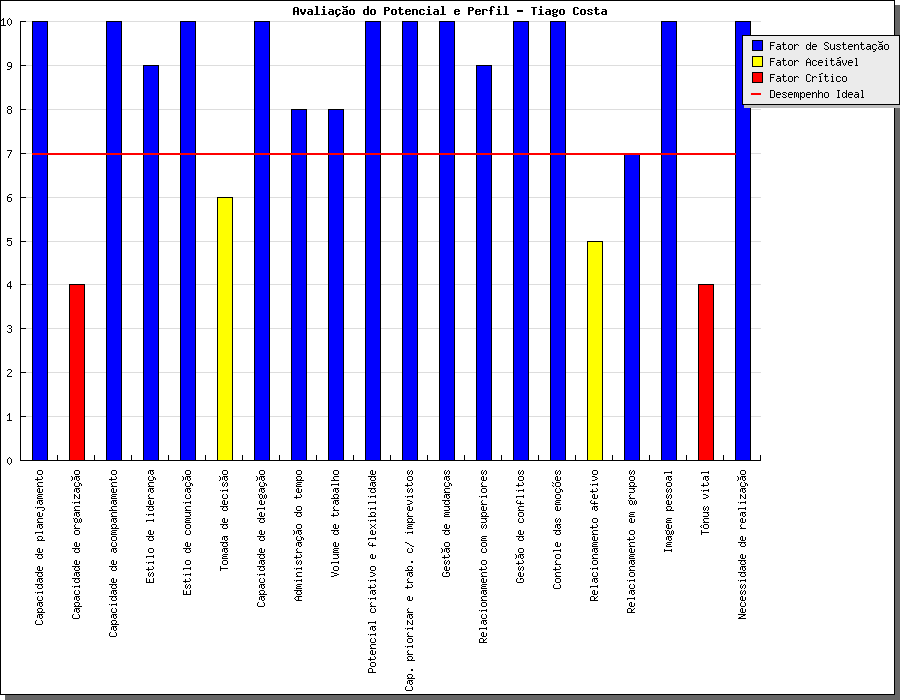 Avaliação do Potencial e Perfil - Tiago Costa
10
9
8
7
6
5
4
3
2
1
0
Fator de Sustentação
Fator Aceitável
Fator Crítico
Desempenho Ideal
Capacidade de planejamento
Capacidade de organização
Capacidade de acompanhamento
Estilo de liderança
Estilo de comunicação
Tomada de decisão
Capacidade de delegação
Administração do tempo
Volume de trabalho
Potencial criativo e flexibilidade
Cap. priorizar e trab. c/ imprevistos
Gestão de mudanças
Relacionamento com superiores
Gestão de conflitos
Controle das emoções
Relacionamento afetivo
Relacionamento em grupos
Imagem pessoal
Tônus vital
Necessidade de realização